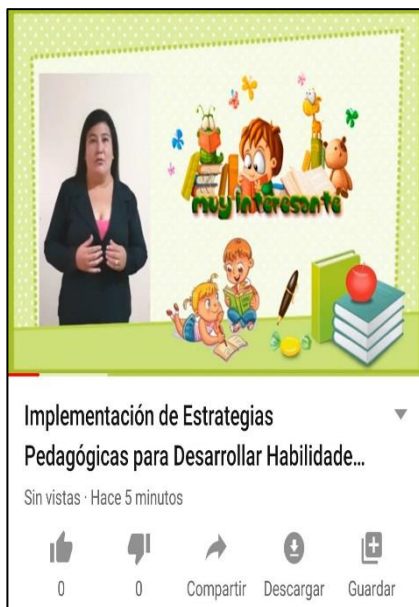 muy interesante
Implementación de Estrategias
Pedagógicas para Desarrollar Habilidade...
Sin vistas · Hace 5 minutos
0
0
Compartir
Descargar
Guardar